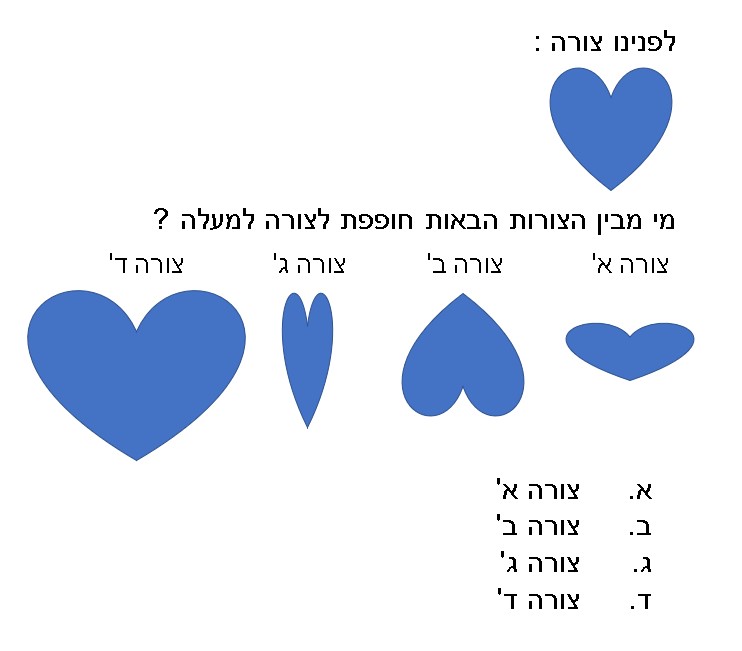 לפנינו צורה :
מי מבין הצורות הבאות חופפת לצורה למעלה ?
צורה א' צורה ב' צורה ג' צורה ד'
א. צורה א'
ב. צורה ב'
ג. צורה ג'
ד. צורה ד'